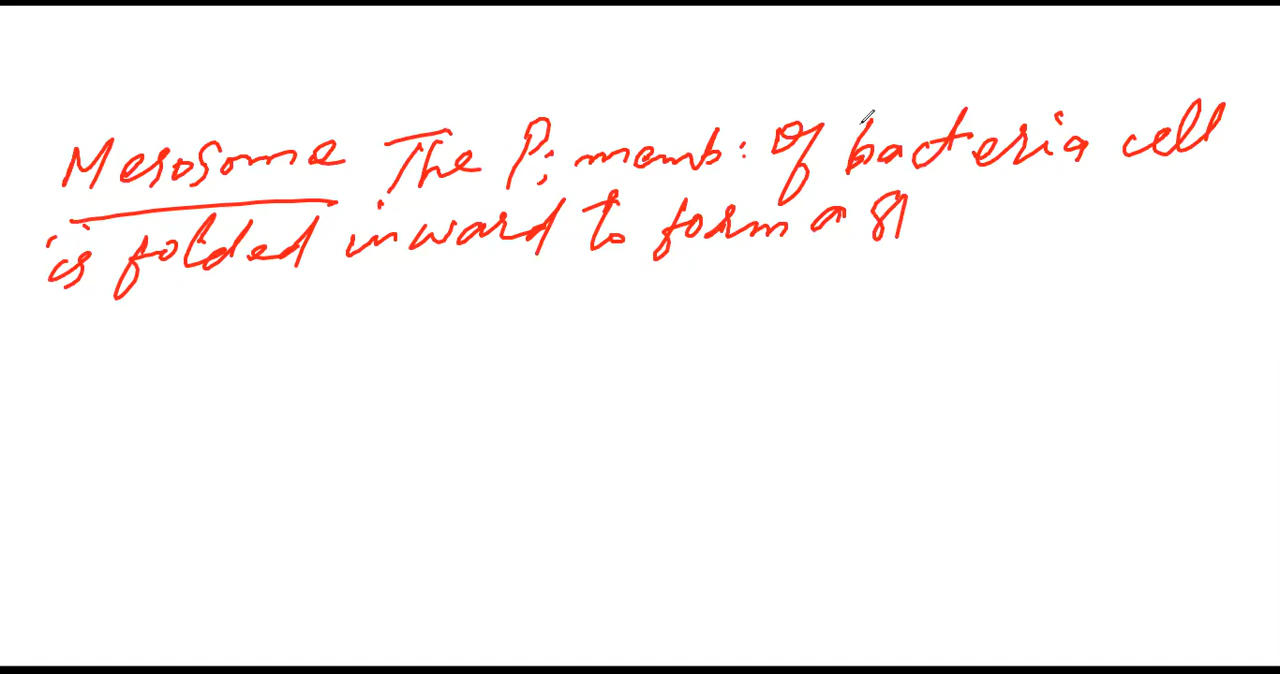 Mesosome The P; memb: of bacteria cell
is folded inward to form a